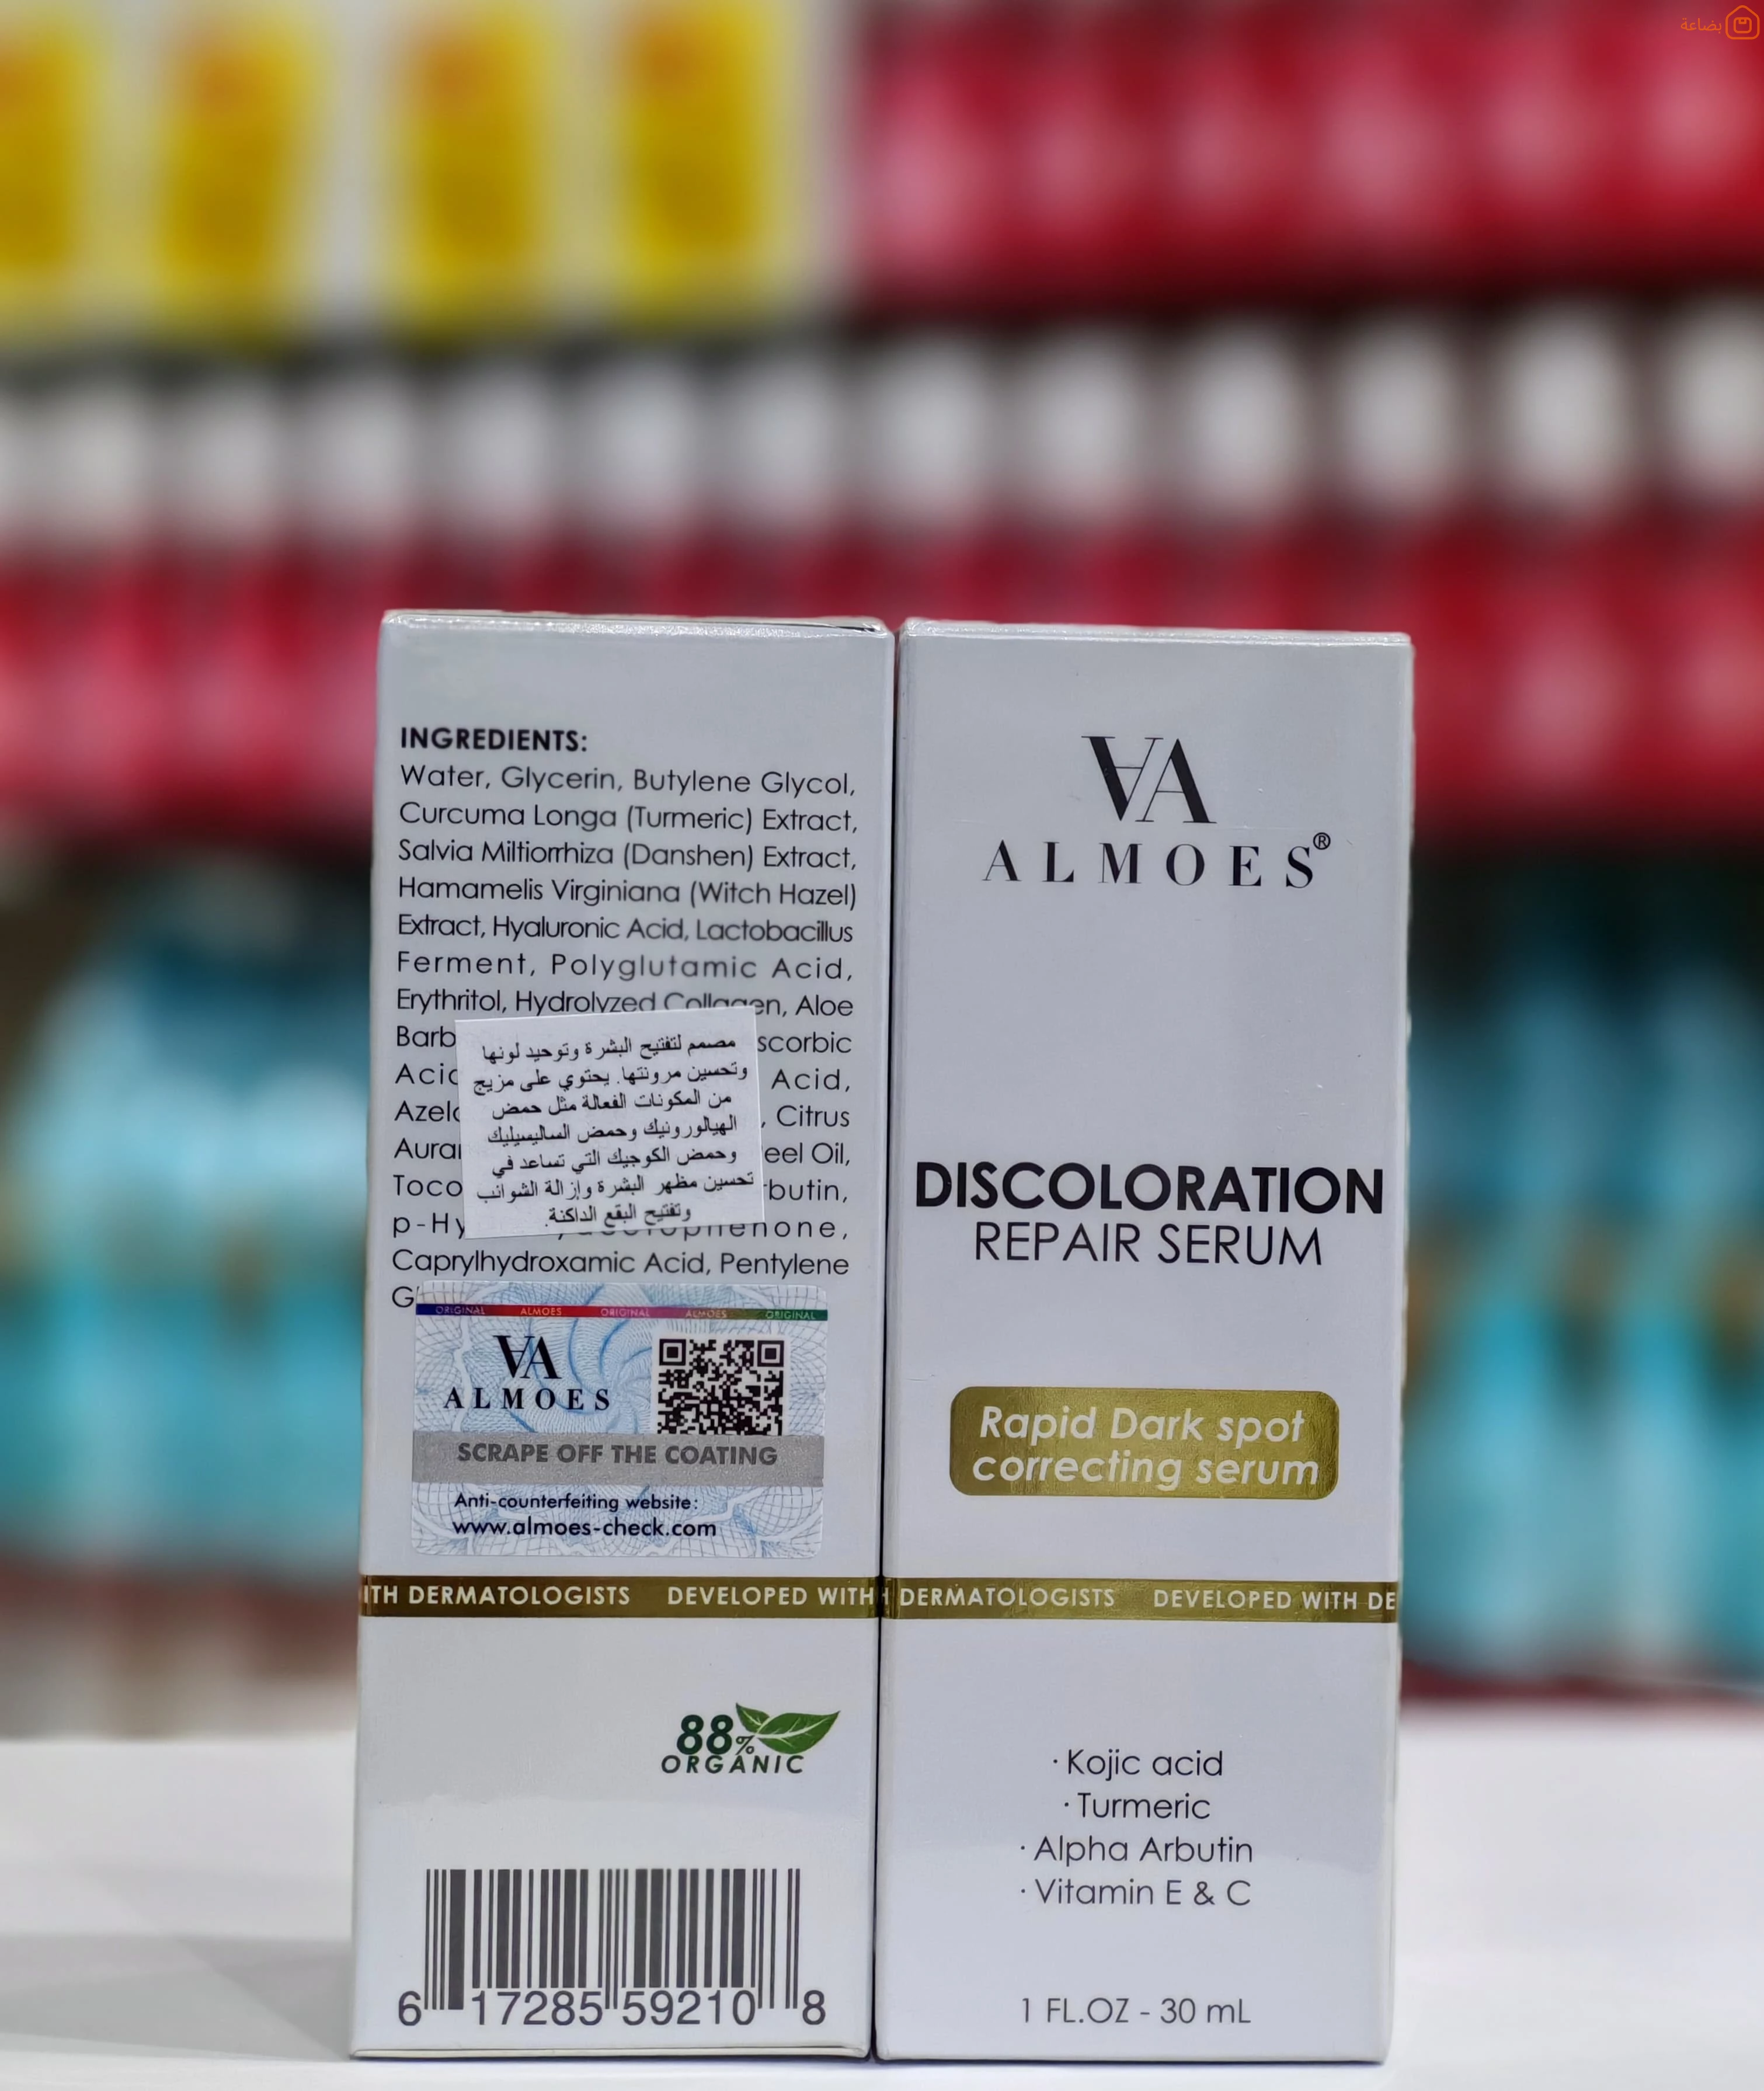 بضاعة
INGREDIENTS:
Water, Glycerin, Butylene Glycol,
Curcuma Longa (Turmeric) Extract,
Salvia Miltiorrhiza (Danshen) Extract,
Hamamelis Virginiana (Witch Hazel)
Extract, Hyaluronic Acid, Lactobacillus
Ferment, Polyglutamic Acid,
Erythritol, Hydrolyzed Collagen, Aloe
Barb scorbic
Acid Acid,
Azel , Citrus
Aura eel Oil,
Toco butin,
p-Hy
Caprylhydroxamic Acid, Pentylene
G
مصمم لتفتيح البشرة وتوحيد لونها
وتحسين مرونتها. يحتوي على مزيج
من المكونات الفعالة مثل حمض
الهيالورونيك وحمض الساليسيليك
وحمض الكوجيك التي تساعد في
تحسين مظهر البشرة وإزالة الشوائب
وتفتيح البقع الداكنة.
ORIGINAL ALMOES ORIGINAL ALMOES ORIGINAL
VA
ALMOES
SCRAPE OFF THE COATING
Anti-counterfeiting website:
www.almoes-check.com
ITH DERMATOLOGISTS DEVELOPED WITH
88%
ORGANIC
6 17285 59210 8
VA
ALMOES®
DISCOLORATION
REPAIR SERUM
Rapid Dark spot
correcting serum
DERMATOLOGISTS DEVELOPED WITH DE
· Kojic acid
· Turmeric
· Alpha Arbutin
· Vitamin E & C
1 FL.OZ - 30 mL